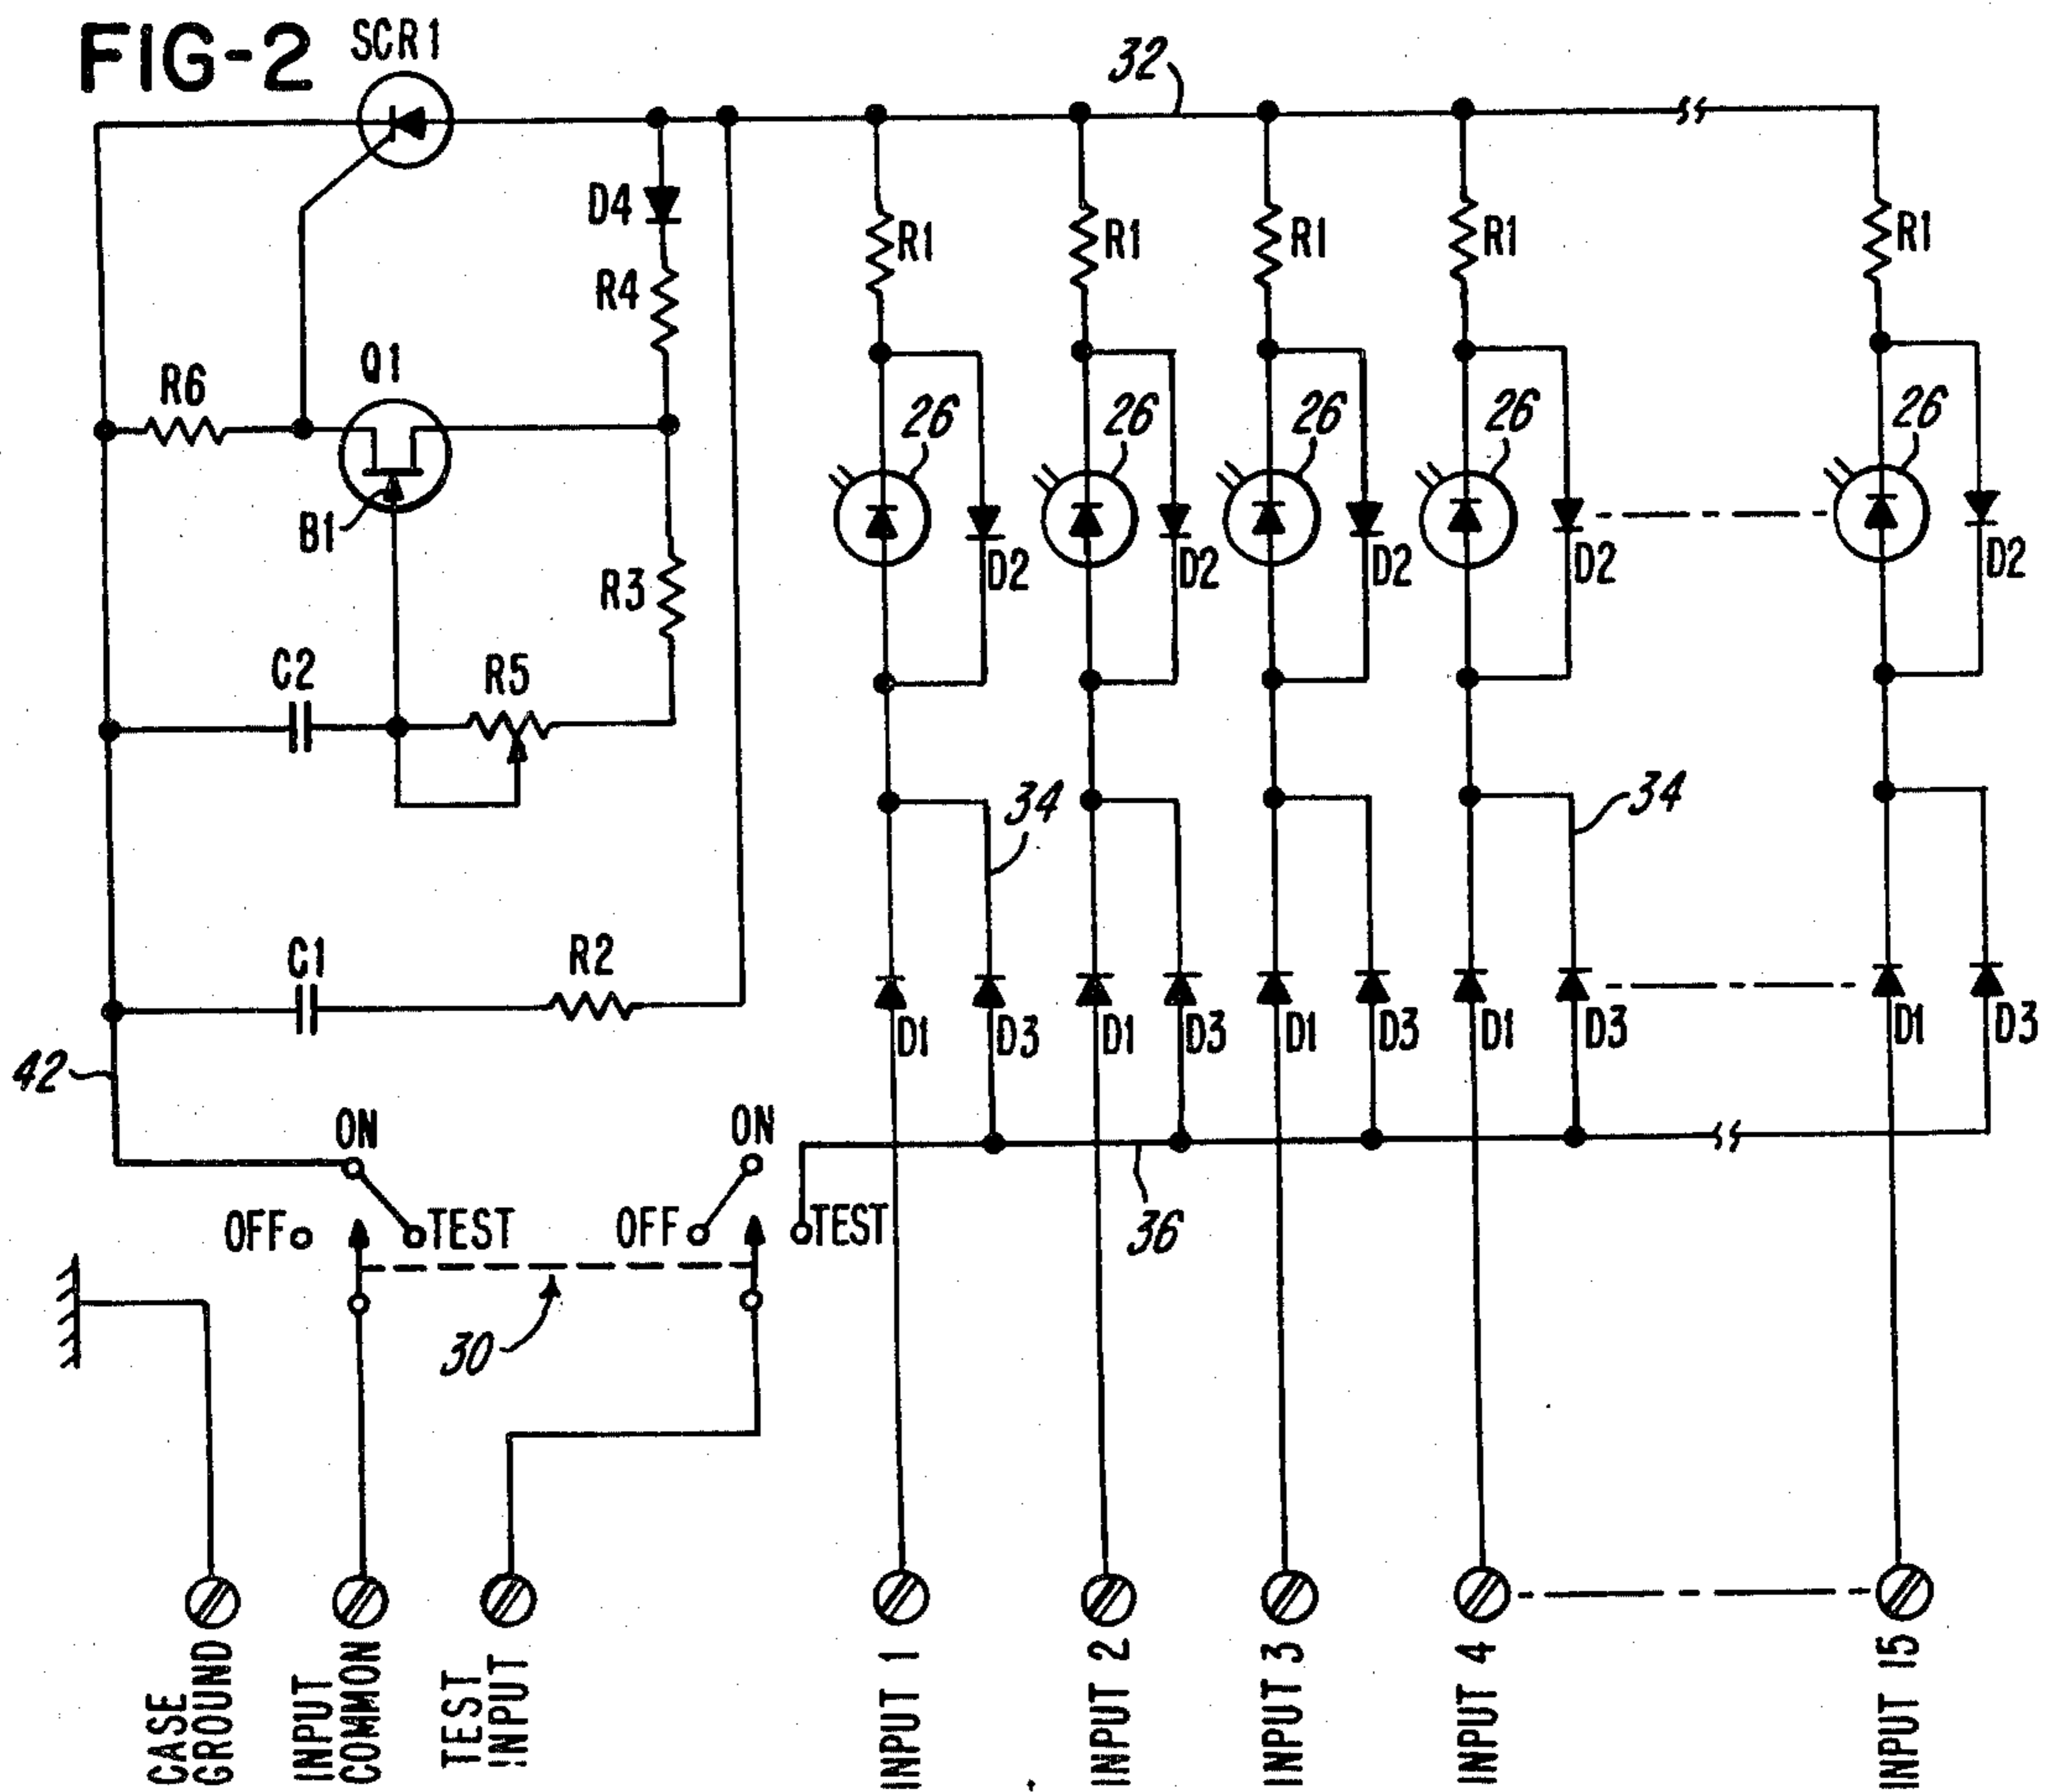 FIG-2
SCR1
32
D4
R1
R1
R1
R1
R1
R4
Q1
R6
26
26
26
26
26
B1
D2
D2
D2
D2
D2
R3
C2
R5
34
34
C1
R2
D1
D3
D1
D3
D1
D3
D1
D3
D1
D3
42
ON
ON
OFF
TEST
OFF
TEST
36
30
CASE
GROUND
INPUT
COMMON
TEST
INPUT
INPUT 1
INPUT 2
INPUT 3
INPUT 4
INPUT 15